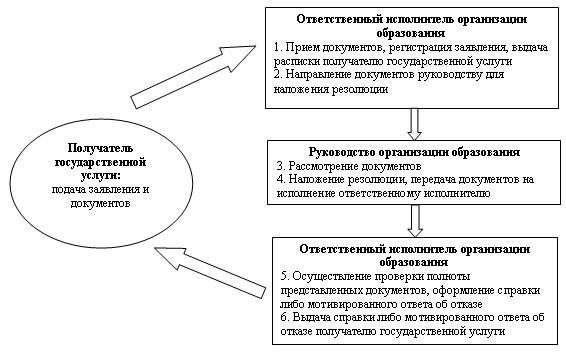 Ответственный исполнитель организации
образования
1. Прием документов, регистрация заявления, выдача
расписки получателю государственной услуги
2. Направление документов руководству для
наложения резолюции
Получатель
государственной
услуги:
подача заявления и
документов
Руководство организации образования
3. Рассмотрение документов
4. Наложение резолюции, передача документов на
исполнение ответственному исполнителю
Ответственный исполнитель организации
образования
5. Осуществление проверки полноты
представленных документов, оформление справки
либо мотивированного ответа об отказе
6. Выдача справки либо мотивированного ответа об
отказе получателю государственной услуги